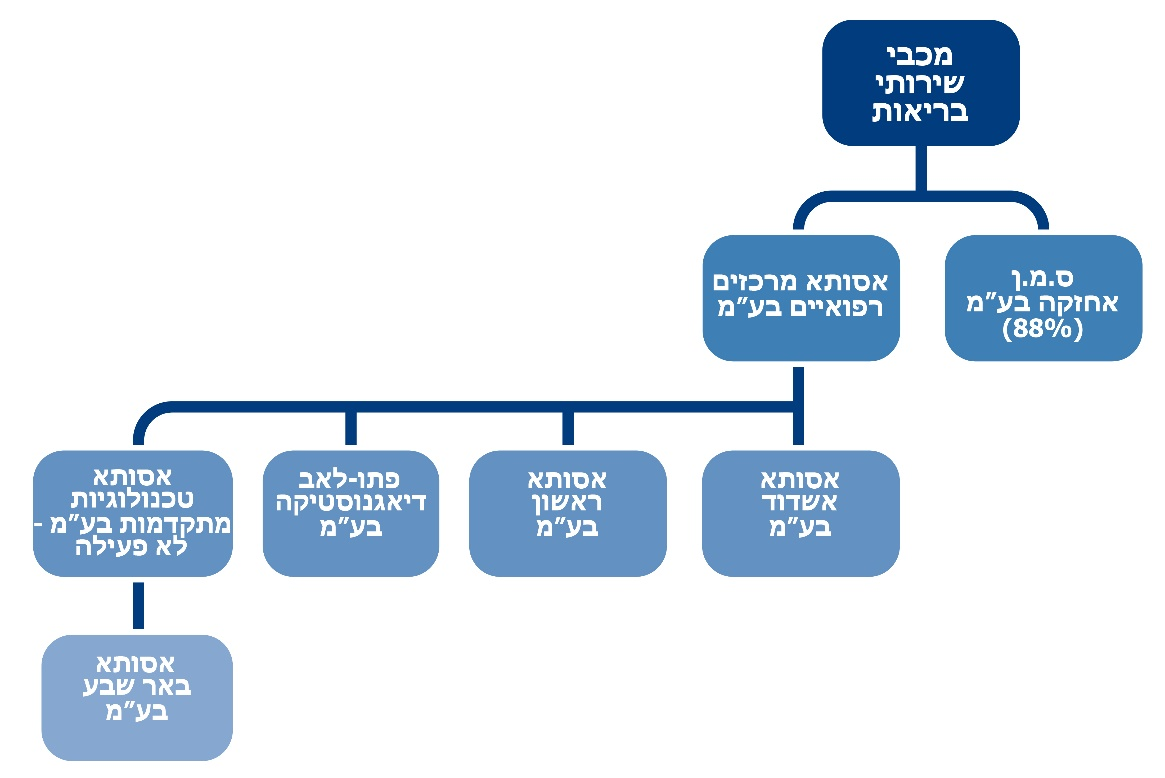 מכבי
שירותי
בריאות
ס.מ.ן
אחזקה בע"מ
(88%)
אסותא מרכזים
רפואיים בע"מ
אסותא
אשדוד
בע"מ
אסותא
ראשון
בע"מ
פתו-לאב
דיאגנוסטיקה
בע"מ
אסותא
טכנולוגיות
מתקדמות בע"מ -
לא פעילה
אסותא
באר שבע
בע"מ